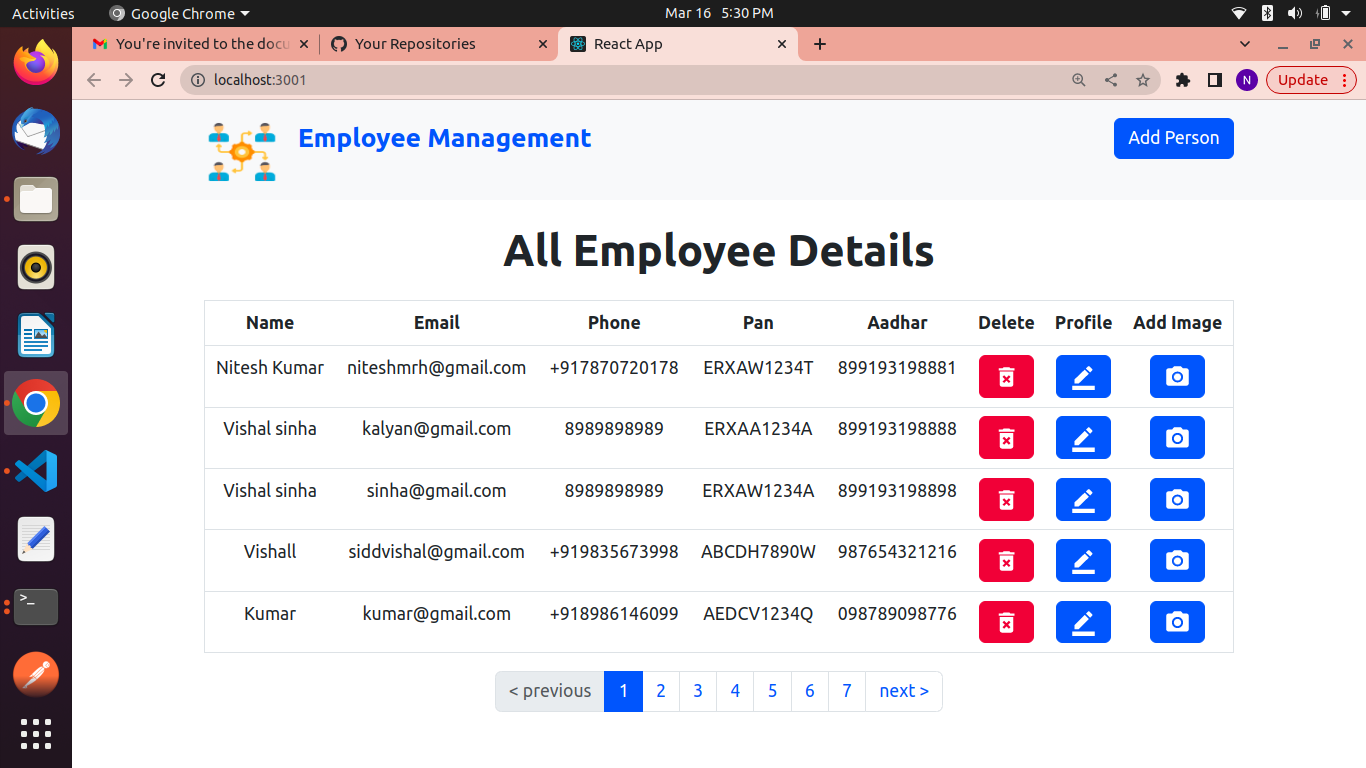 Activities Google Chrome Mar 16 5:30 PM
You're invited to the docu Your Repositories React App
localhost:3001 N Update
Employee Management Add Person
All Employee Details
Name Email Phone Pan Aadhar Delete Profile Add Image
Nitesh Kumar niteshmrh@gmail.com +917870720178 ERXAW1234T 899193198881
Vishal sinha kalyan@gmail.com 8989898989 ERXAA1234A 899193198888
Vishal sinha sinha@gmail.com 8989898989 ERXAW1234A 899193198898
Vishall siddvishal@gmail.com +919835673998 ABCDH7890W 987654321216
Kumar kumar@gmail.com +918986146099 AEDCV1234Q 098789098776
< previous 1 2 3 4 5 6 7 next >